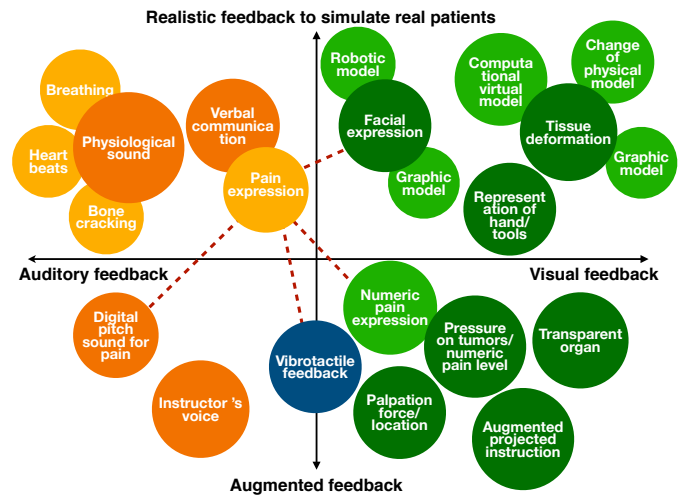 Realistic feedback to simulate real patients
Breathing
Physiological
sound
Heart
beats
Bone
cracking
Verbal
communica
tion
Pain
expression
Robotic
model
Facial
expression
Graphic
model
Computa
tional
virtual
model
Change
of
physical
model
Tissue
deformation
Graphic
model
Represent
ation of
hand/
tools
Auditory feedback
Visual feedback
Digital
pitch
sound for
pain
Instructor 's
voice
Vibrotactile
feedback
Numeric
pain
expression
Pressure
on tumors/
numeric
pain level
Transparent
organ
Palpation
force/
location
Augmented
projected
instruction
Augmented feedback